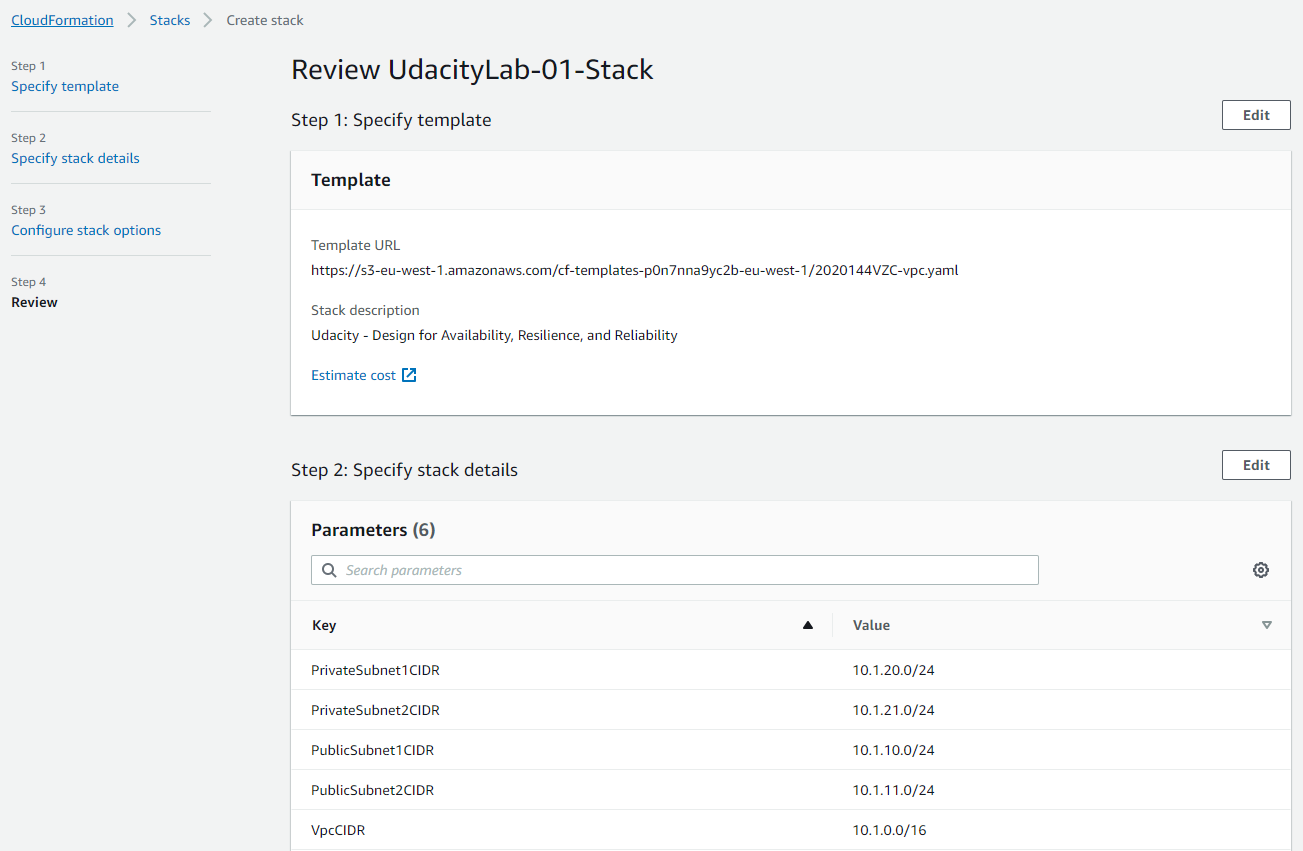 CloudFormation > Stacks > Create stack
Step 1
Specify template
Step 2
Specify stack details
Step 3
Configure stack options
Step 4
Review
Review UdacityLab-01-Stack
Step 1: Specify template
Edit
Template
Template URL
https://s3-eu-west-1.amazonaws.com/cf-templates-p0n7nna9yc2b-eu-west-1/2020144VZC-vpc.yaml
Stack description
Udacity - Design for Availability, Resilience, and Reliability
Estimate cost
Step 2: Specify stack details
Edit
Parameters (6)
Search parameters
Key Value
PrivateSubnet1CIDR 10.1.20.0/24
PrivateSubnet2CIDR 10.1.21.0/24
PublicSubnet1CIDR 10.1.10.0/24
PublicSubnet2CIDR 10.1.11.0/24
VpcCIDR 10.1.0.0/16